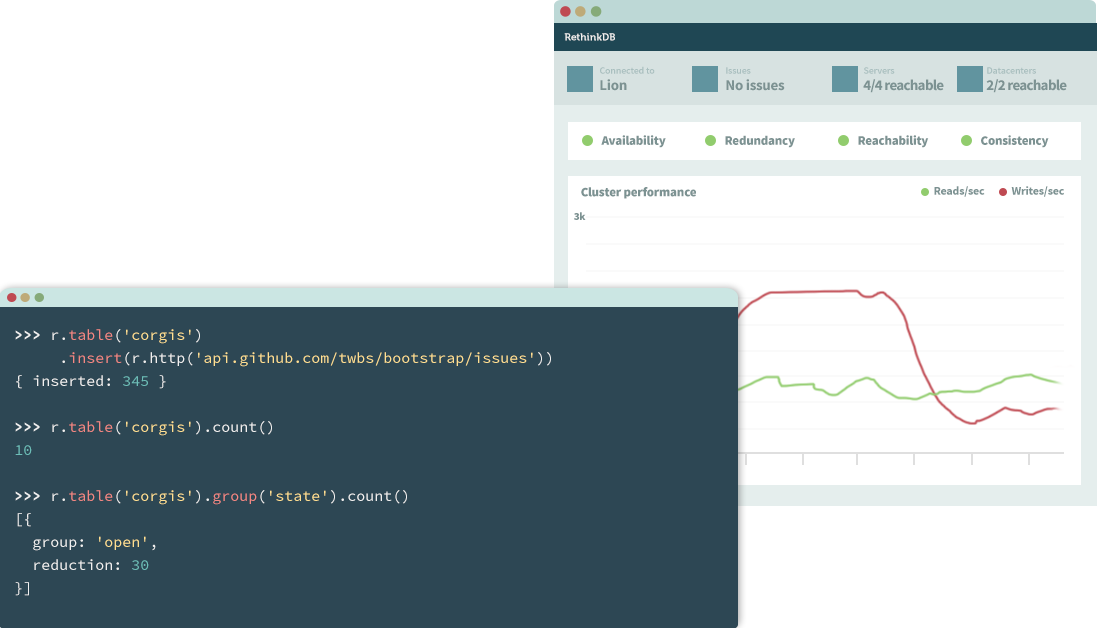 RethinkDB
Connected to Issues Servers Datacenters
Lion No issues 4/4 reachable 2/2 reachable
Availability Redundancy Reachability Consistency
Cluster performance Reads/sec Writes/sec
3k
>>> r.table('corgis')
.insert(r.http('api.github.com/twbs/bootstrap/issues'))
{ inserted: 345 }
>>> r.table('corgis').count()
10
>>> r.table('corgis').group('state').count()
[{
group: 'open',
reduction: 30
}]